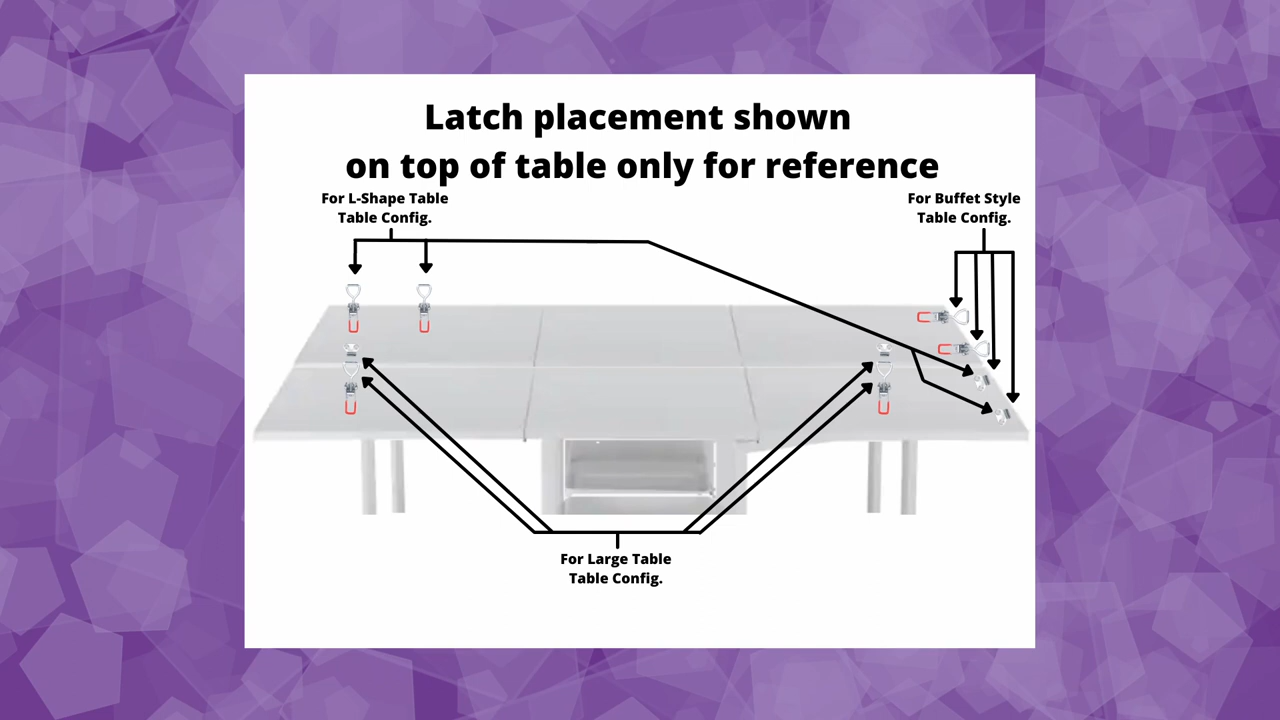 Latch placement shown
on top of table only for reference
For L-Shape Table
Table Config.
For Buffet Style
Table Config.
For Large Table
Table Config.